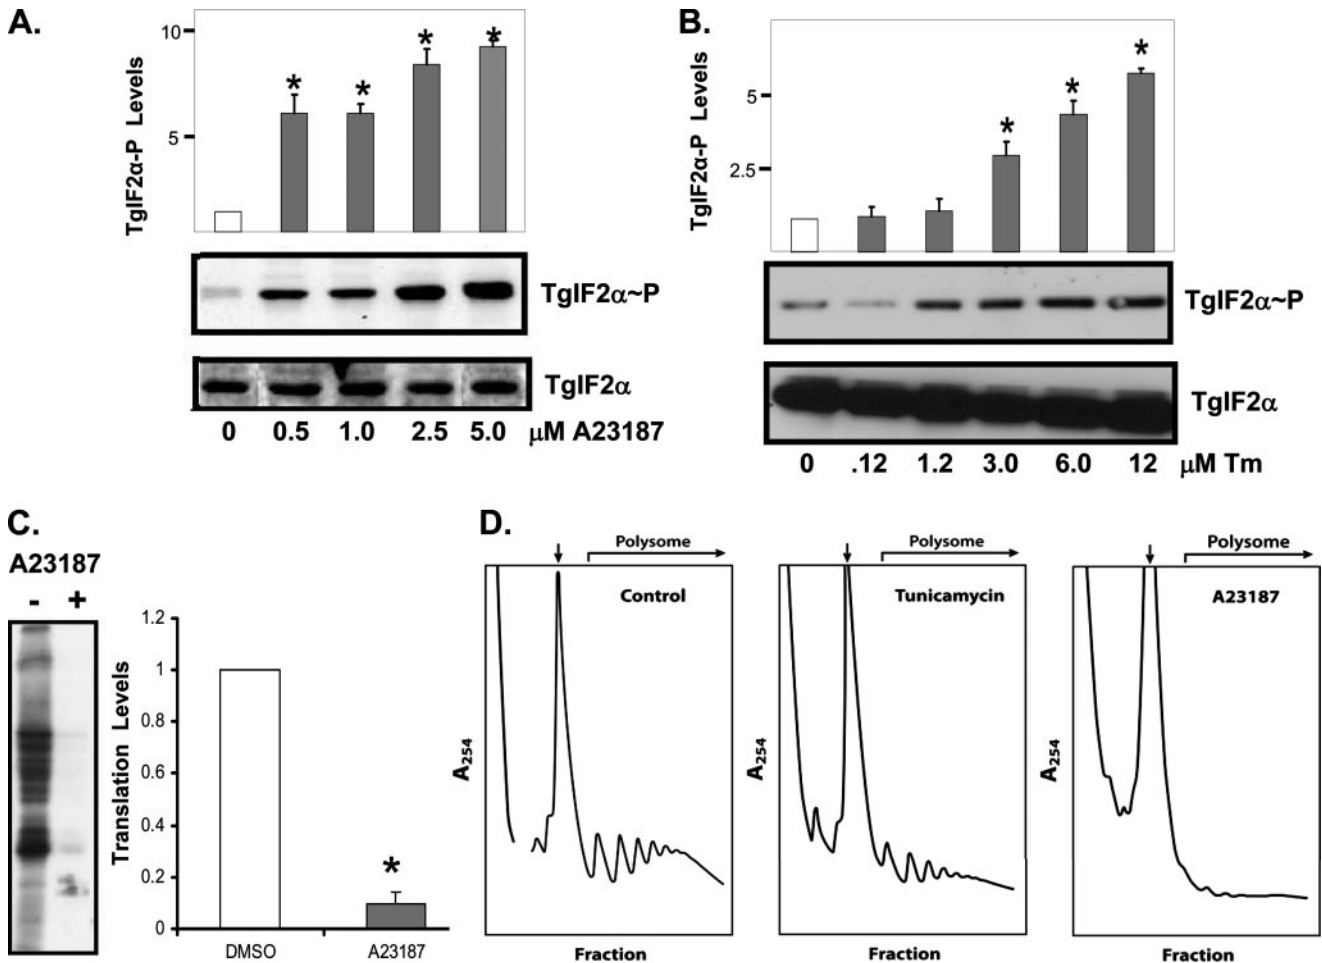 A.
10
5
TgIF2α-P Levels
* * * *
TgIF2α~P
TgIF2α
0 0.5 1.0 2.5 5.0 μM A23187
B.
5
2.5
TgIF2α-P Levels
* * *
TgIF2α~P
TgIF2α
0 .12 1.2 3.0 6.0 12 μM Tm
C.
A23187
- +
Translation Levels
1.2
1
0.8
0.6
0.4
0.2
0
*
DMSO A23187
D.
Polysome
Control
A254
Fraction
Polysome
Tunicamycin
A254
Fraction
Polysome
A23187
A254
Fraction